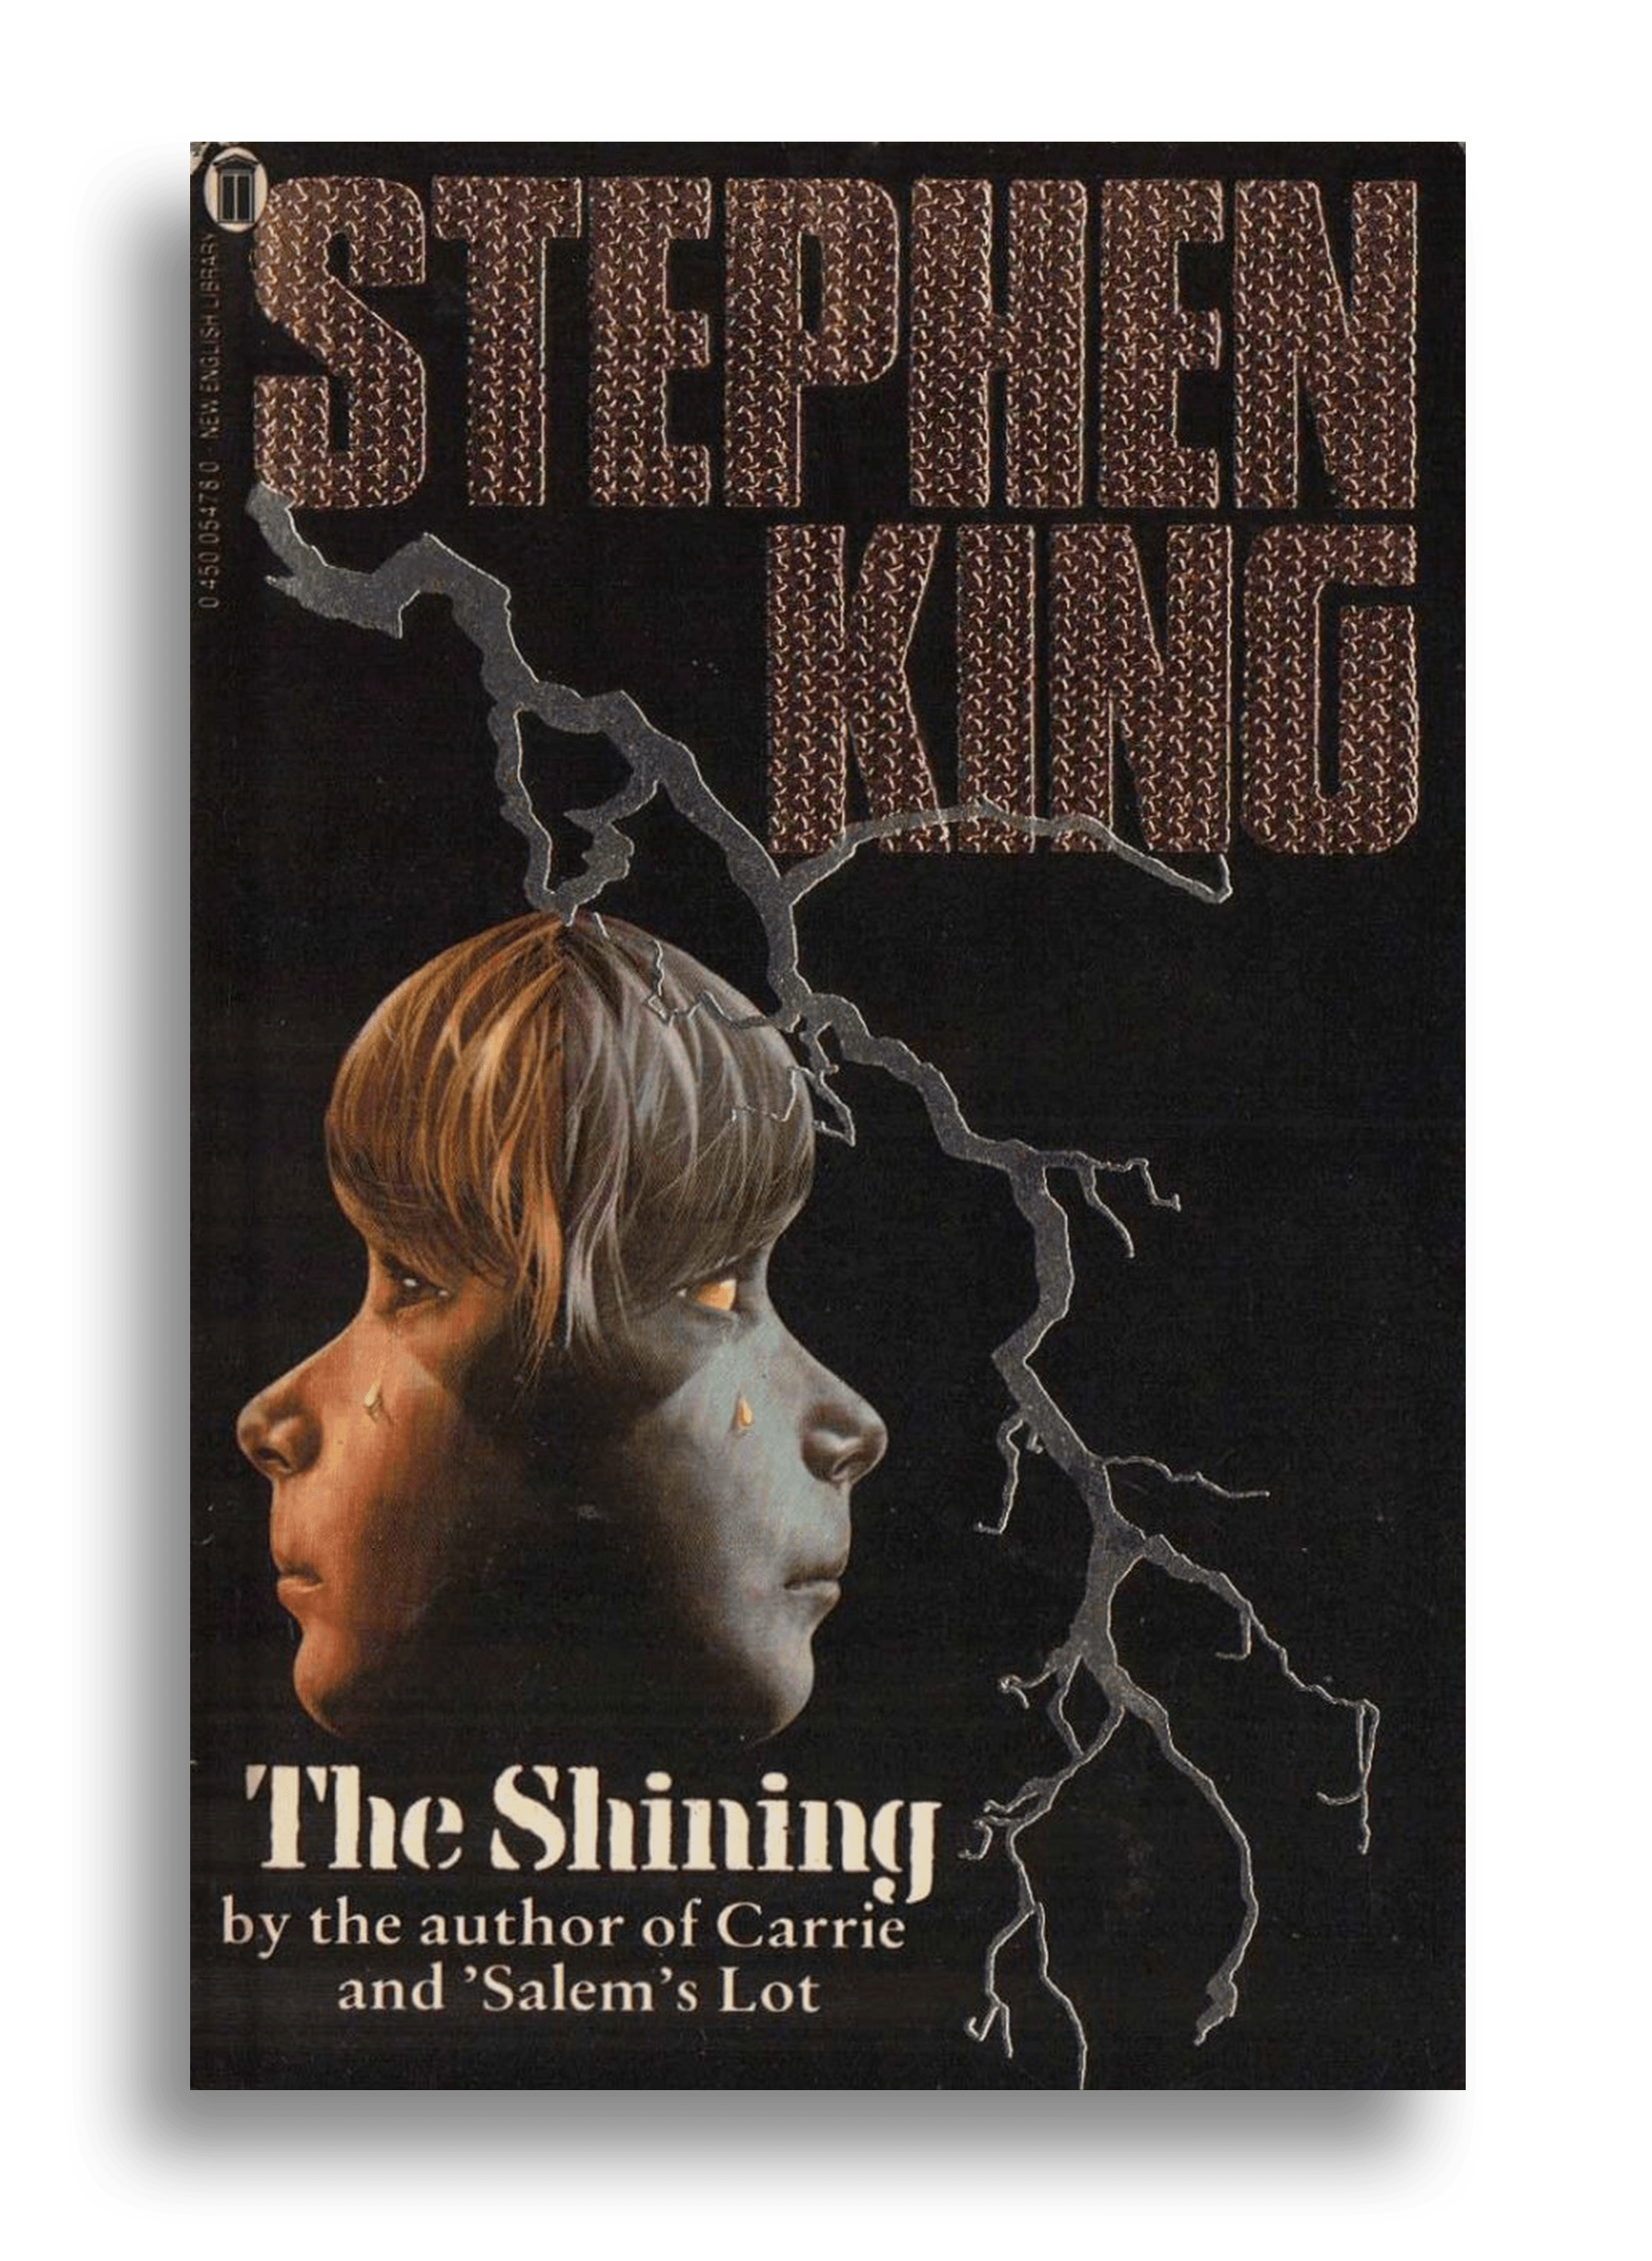 STEPHEN
KING
NEW ENGLISH LIBRARY
0 450 05478 0
The Shining
by the author of Carrie
and ’Salem’s Lot